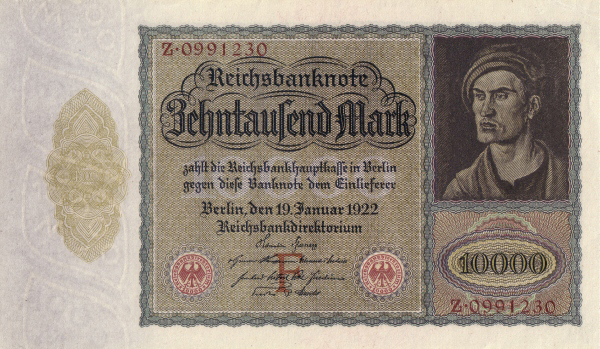 Z·0991230
Reichsbanknote
Zehntausend Mark
zahlt die Reichsbankhauptkasse in Berlin
gegen diese Banknote dem Einlieferer
Berlin, den 19. Januar 1922
Reichsbankdirektorium
F
10000
Z·0991230